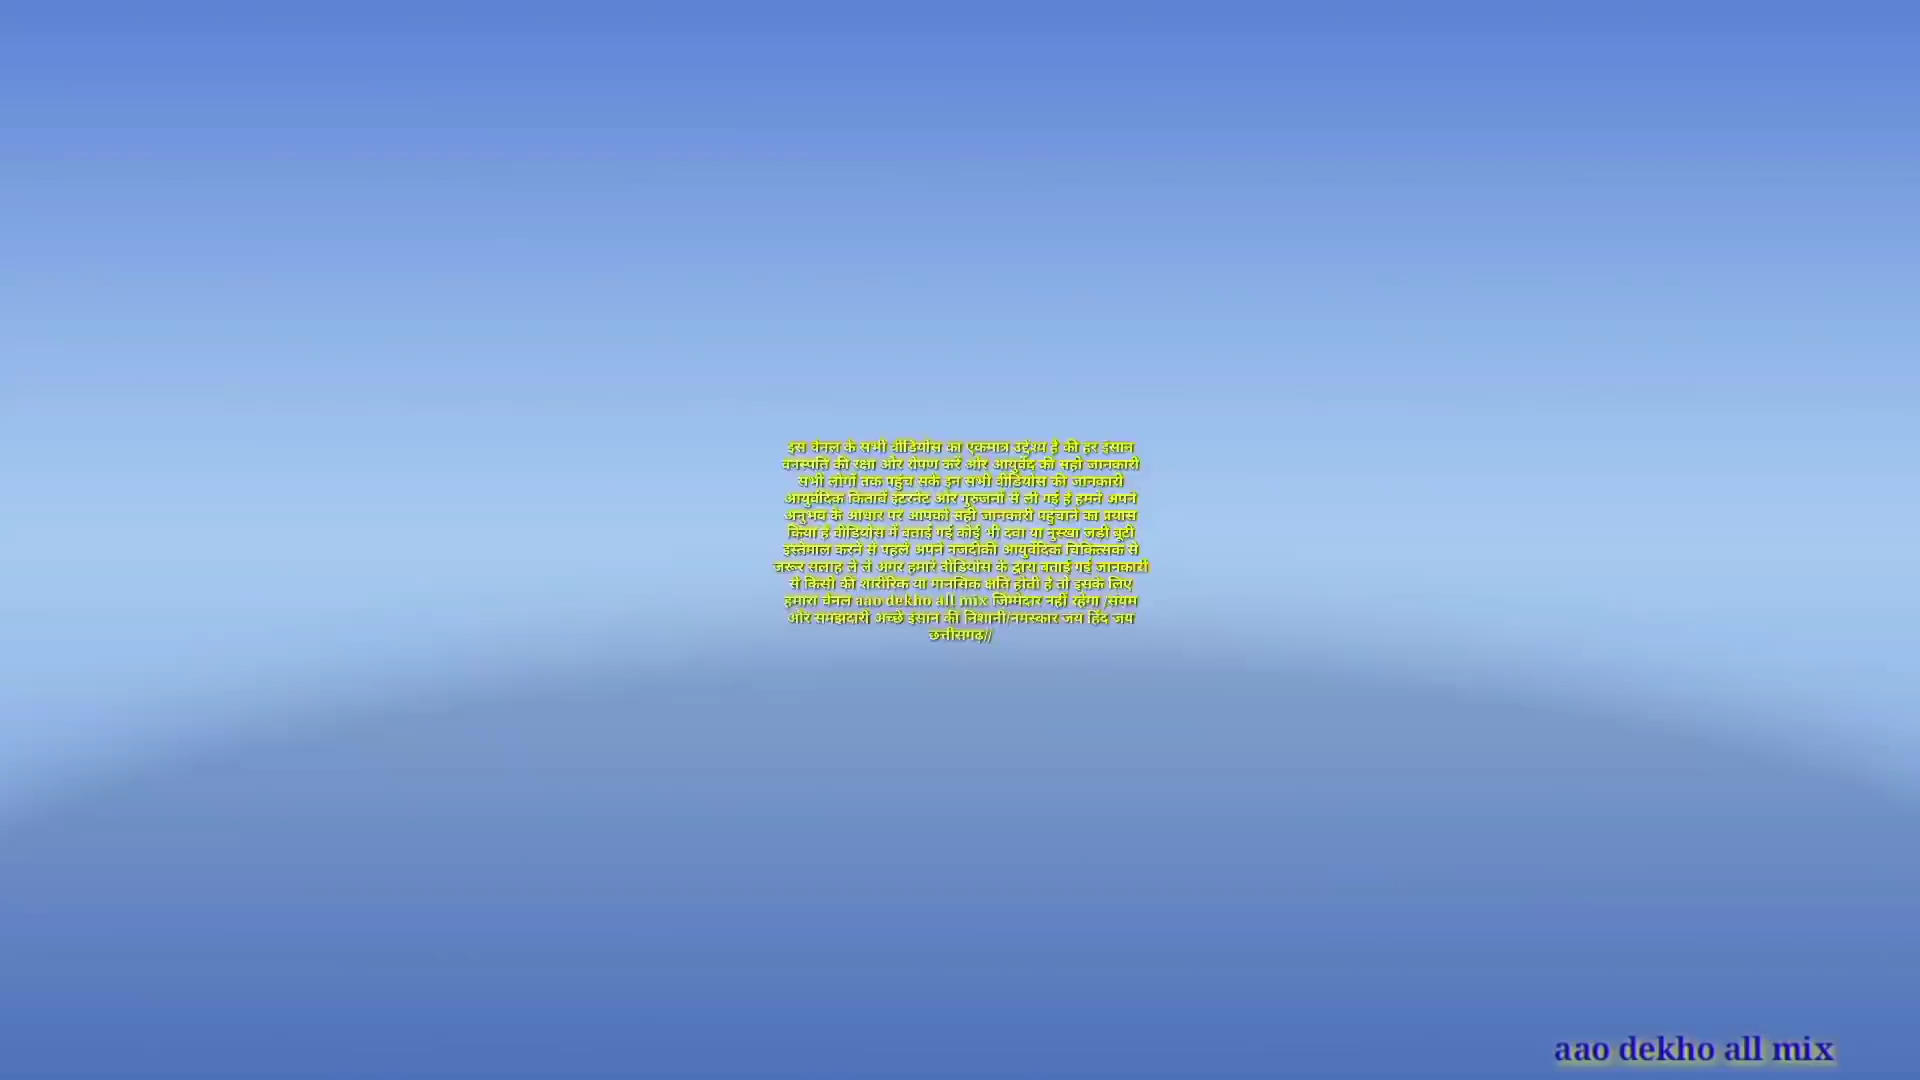 इस चैनल के सभी वीडियोस का एकमात्र उद्देश्य है की हर इंसान
वनस्पति की रक्षा और रोपण करें और आयुर्वेद की सही जानकारी
सभी लोगों तक पहुंच सके इन सभी वीडियोस की जानकारी
आयुर्वेदिक किताबें इंटरनेट और गुरुजनों से ली गई है हमने अपने
अनुभव के आधार पर आपको सही जानकारी पहुंचाने का प्रयास
किया है वीडियोस में बताई गई कोई भी दवा या नुस्खा जड़ी बूटी
इस्तेमाल करने से पहले अपने नजदीकी आयुर्वेदिक चिकित्सक से
जरूर सलाह ले लें अगर हमारे वीडियोस के द्वारा बताई गई जानकारी
से किसी की शारीरिक या मानसिक क्षति होती है तो इसके लिए
हमारा चैनल aao dekho all mix जिम्मेदार नहीं रहेगा /संयम
और समझदारी अच्छे इंसान की निशानी/नमस्कार जय हिंद जय
छत्तीसगढ़//
aao dekho all mix